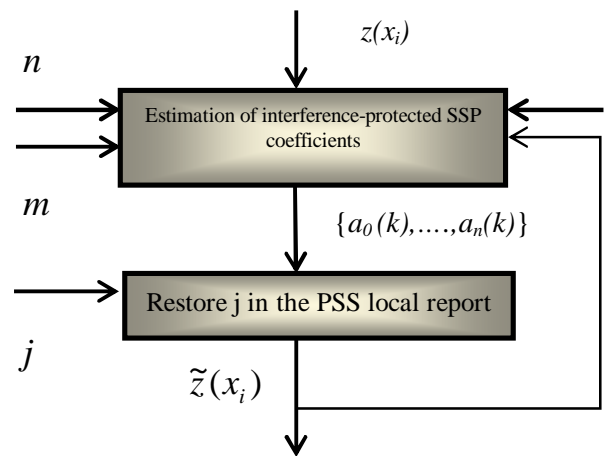 z(xᵢ)
n
Estimation of interference-protected SSP
coefficients
m
{a₀(k),....,aₙ(k)}
Restore j in the PSS local report
j
z̃(xᵢ)